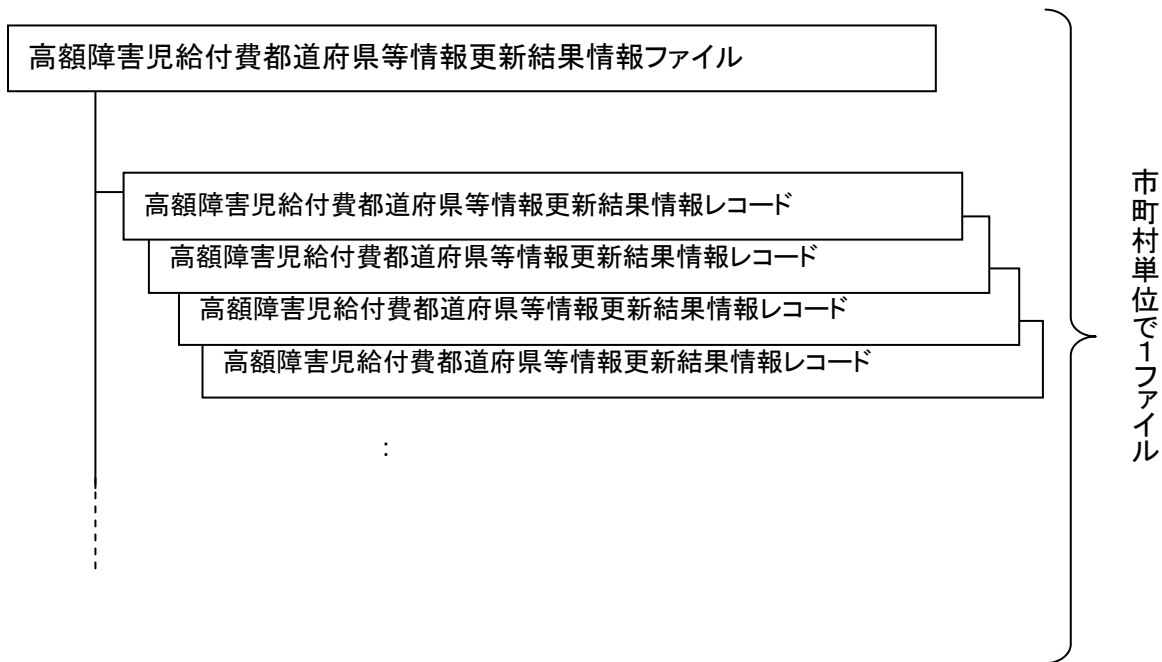 高額障害児給付費都道府県等情報更新結果情報ファイル
高額障害児給付費都道府県等情報更新結果情報レコード
高額障害児給付費都道府県等情報更新結果情報レコード
高額障害児給付費都道府県等情報更新結果情報レコード
高額障害児給付費都道府県等情報更新結果情報レコード
:
市町村単位で1ファイル